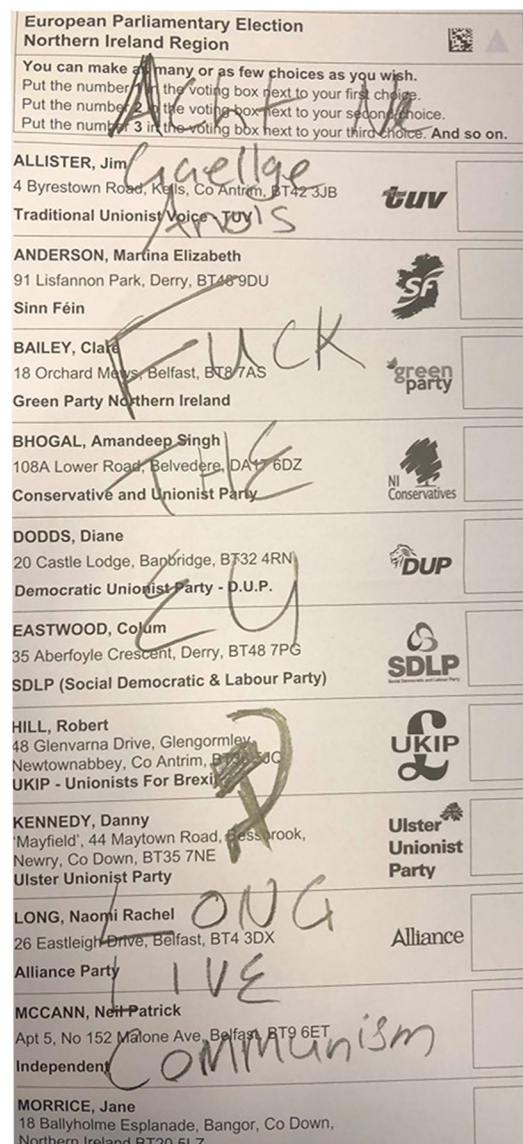 European Parliamentary Election
Northern Ireland Region
You can make as many or as few choices as you wish.
Put the number 1 in the voting box next to your first choice.
Put the number 2 in the voting box next to your second choice.
Put the number 3 in the voting box next to your third choice. And so on.
Acht Na
Gaeilge
Anois
ALLISTER, Jim
4 Byrestown Road, Kells, Co Antrim, BT42 3JB
Traditional Unionist Voice - TUV
tuv
ANDERSON, Martina Elizabeth
91 Lisfannon Park, Derry, BT48 9DU
Sinn Féin
SF
FUCK
BAILEY, Clare
18 Orchard Mews, Belfast, BT8 7AS
Green Party Northern Ireland
green
party
THE
BHOGAL, Amandeep Singh
108A Lower Road, Belvedere, DA17 6DZ
Conservative and Unionist Party
NI
Conservatives
DODDS, Diane
20 Castle Lodge, Banbridge, BT32 4RN
Democratic Unionist Party - D.U.P.
DUP
EU
EASTWOOD, Colum
35 Aberfoyle Crescent, Derry, BT48 7PG
SDLP (Social Democratic & Labour Party)
SDLP
Social Democratic and Labour Party
HILL, Robert
48 Glenvarna Drive, Glengormley,
Newtownabbey, Co Antrim, BT36 5JQ
UKIP - Unionists For Brexit
UKIP
KENNEDY, Danny
'Mayfield', 44 Maytown Road, Bessbrook,
Newry, Co Down, BT35 7NE
Ulster Unionist Party
Ulster
Unionist
Party
LONG
LONG, Naomi Rachel
26 Eastleigh Drive, Belfast, BT4 3DX
Alliance Party
Alliance
LIVE
MCCANN, Neil Patrick
Apt 5, No 152 Malone Ave, Belfast, BT9 6ET
Independent
Communism
MORRICE, Jane
18 Ballyholme Esplanade, Bangor, Co Down,
Northern Ireland BT20 5LZ